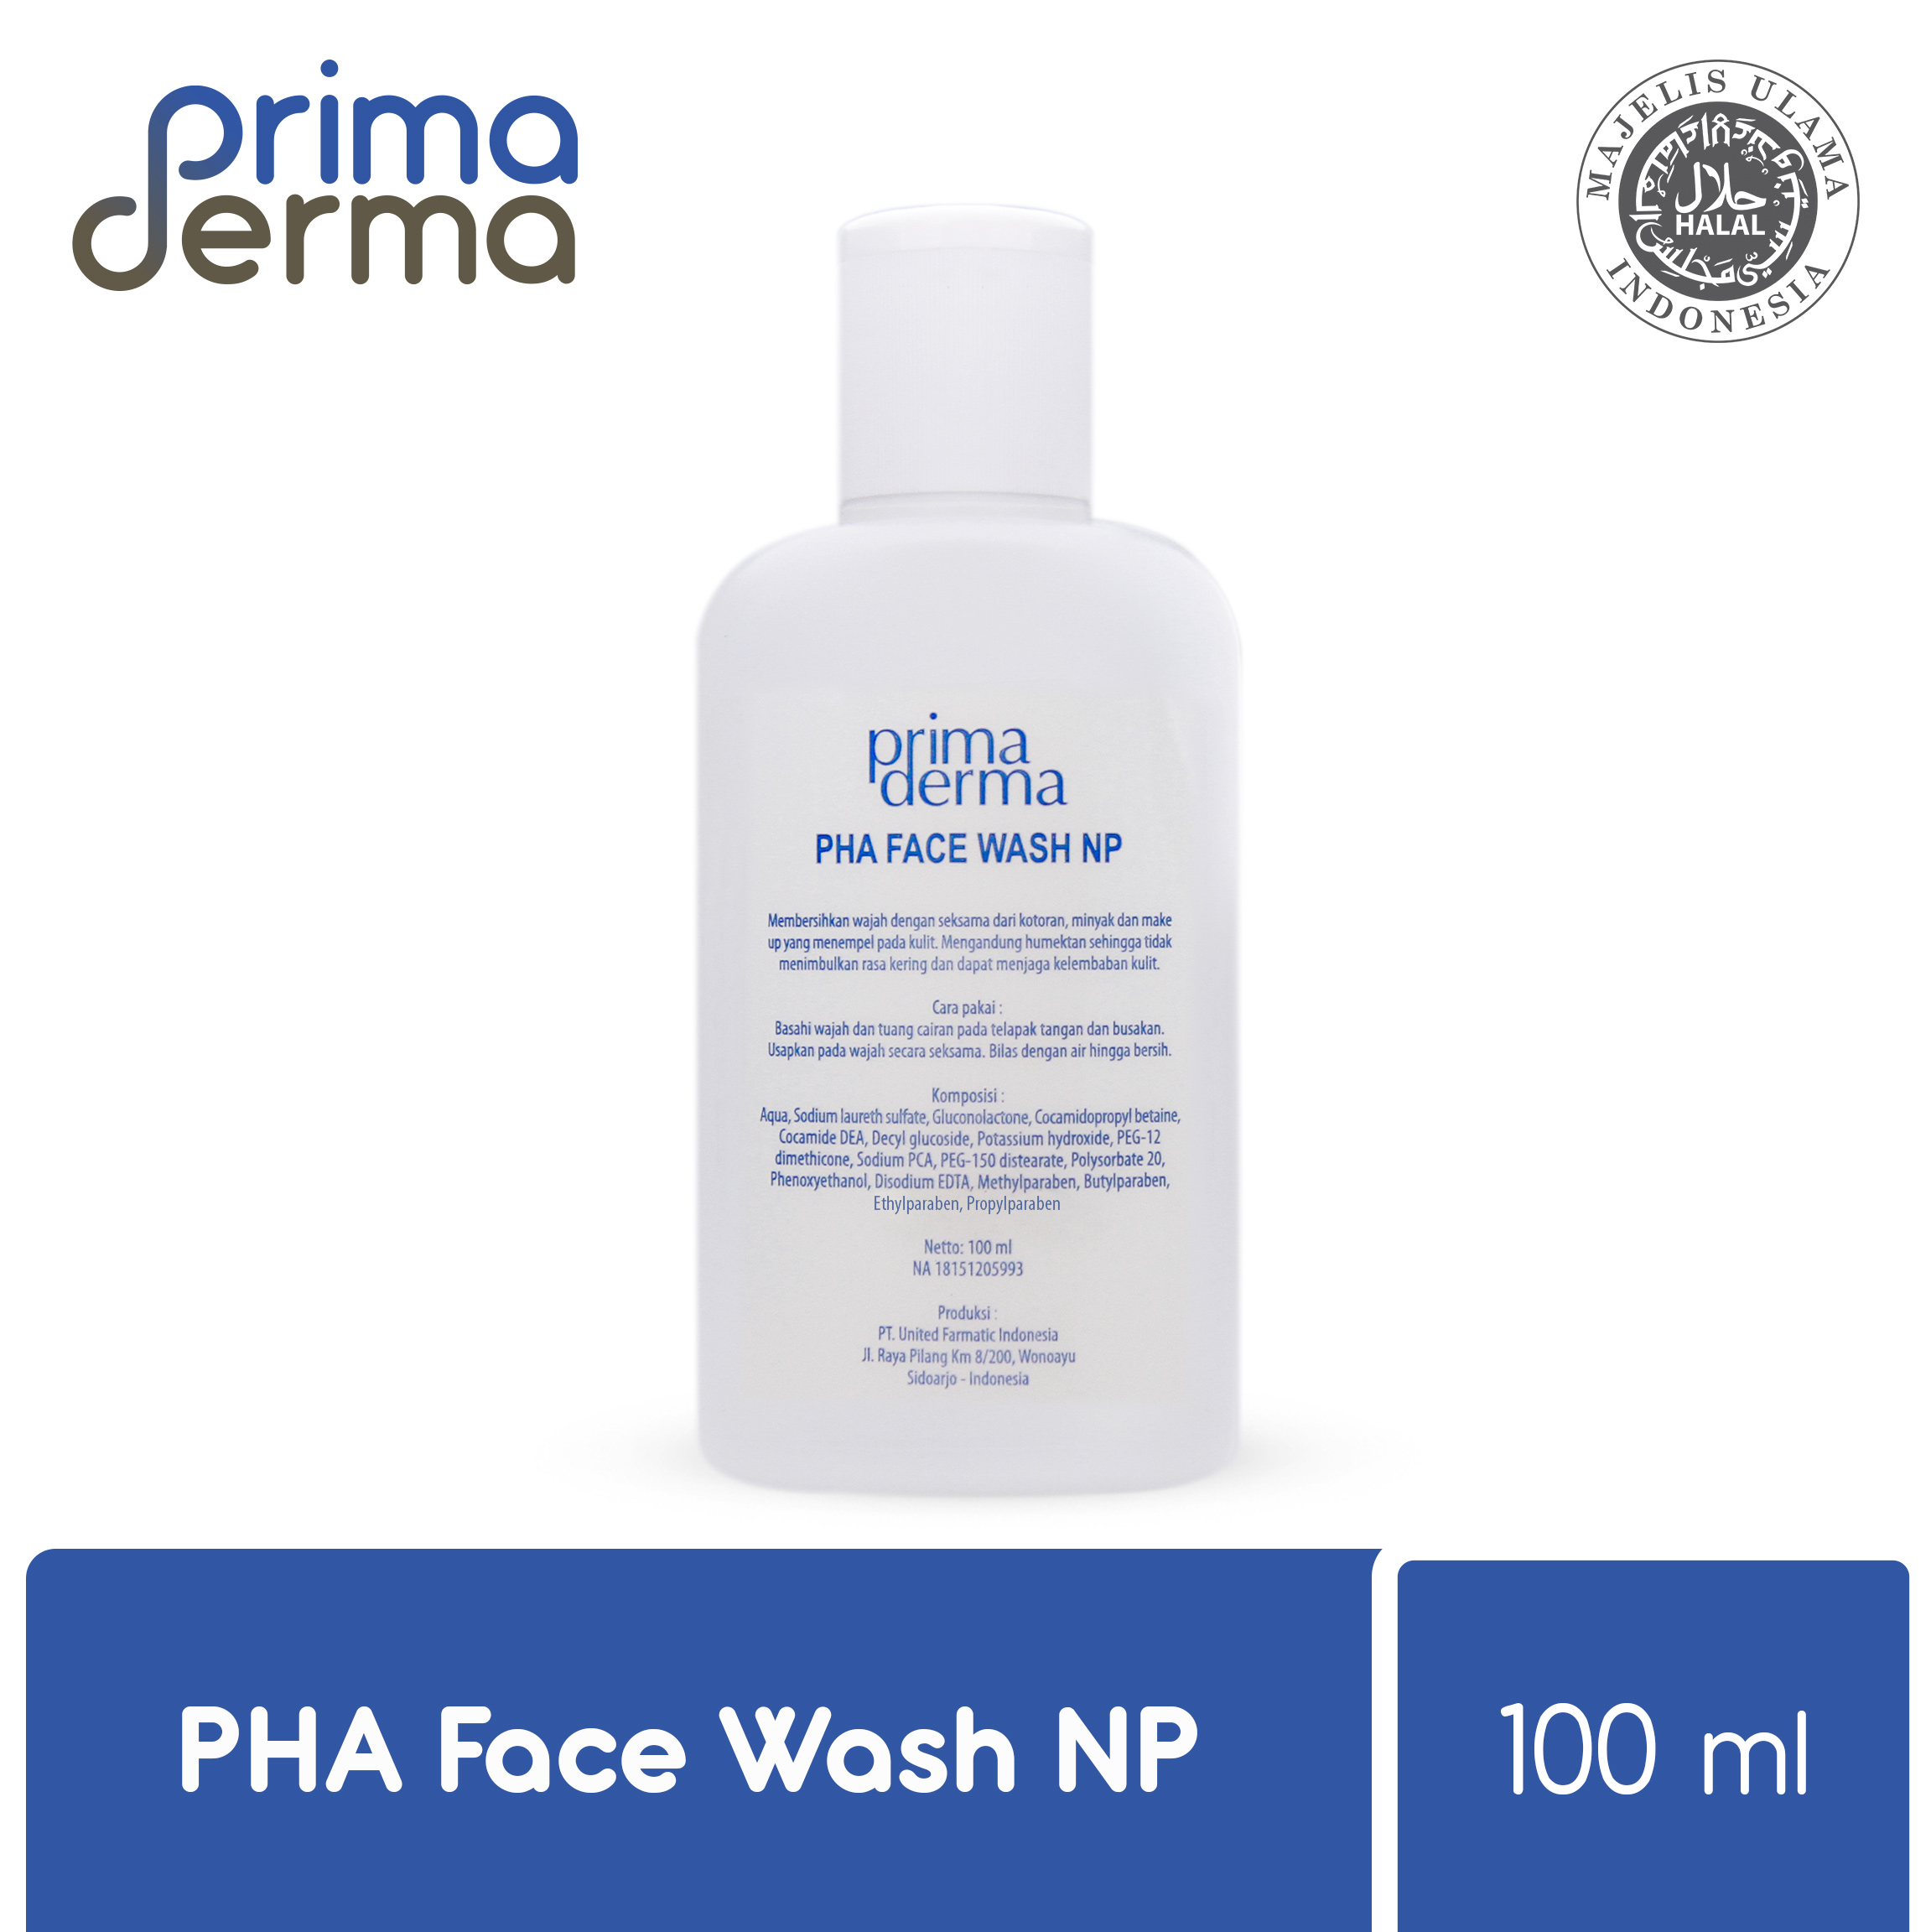 prima
derma
MAJELIS ULAMA
حلال
HALAL
INDONESIA
prima
derma
PHA FACE WASH NP
Membersihkan wajah dengan seksama dari kotoran, minyak dan make
up yang menempel pada kulit. Mengandung humektan sehingga tidak
menimbulkan rasa kering dan dapat menjaga kelembaban kulit.
Cara pakai :
Basahi wajah dan tuang cairan pada telapak tangan dan busakan.
Usapkan pada wajah secara seksama. Bilas dengan air hingga bersih.
Komposisi :
Aqua, Sodium laureth sulfate, Gluconolactone, Cocamidopropyl betaine,
Cocamide DEA, Decyl glucoside, Potassium hydroxide, PEG-12
dimethicone, Sodium PCA, PEG-150 distearate, Polysorbate 20,
Phenoxyethanol, Disodium EDTA, Methylparaben, Butylparaben,
Ethylparaben, Propylparaben
Netto: 100 ml
NA 18151205993
Produksi :
PT. United Farmatic Indonesia
Jl. Raya Pilang Km 8/200, Wonoayu
Sidoarjo - Indonesia
PHA Face Wash NP
100 ml